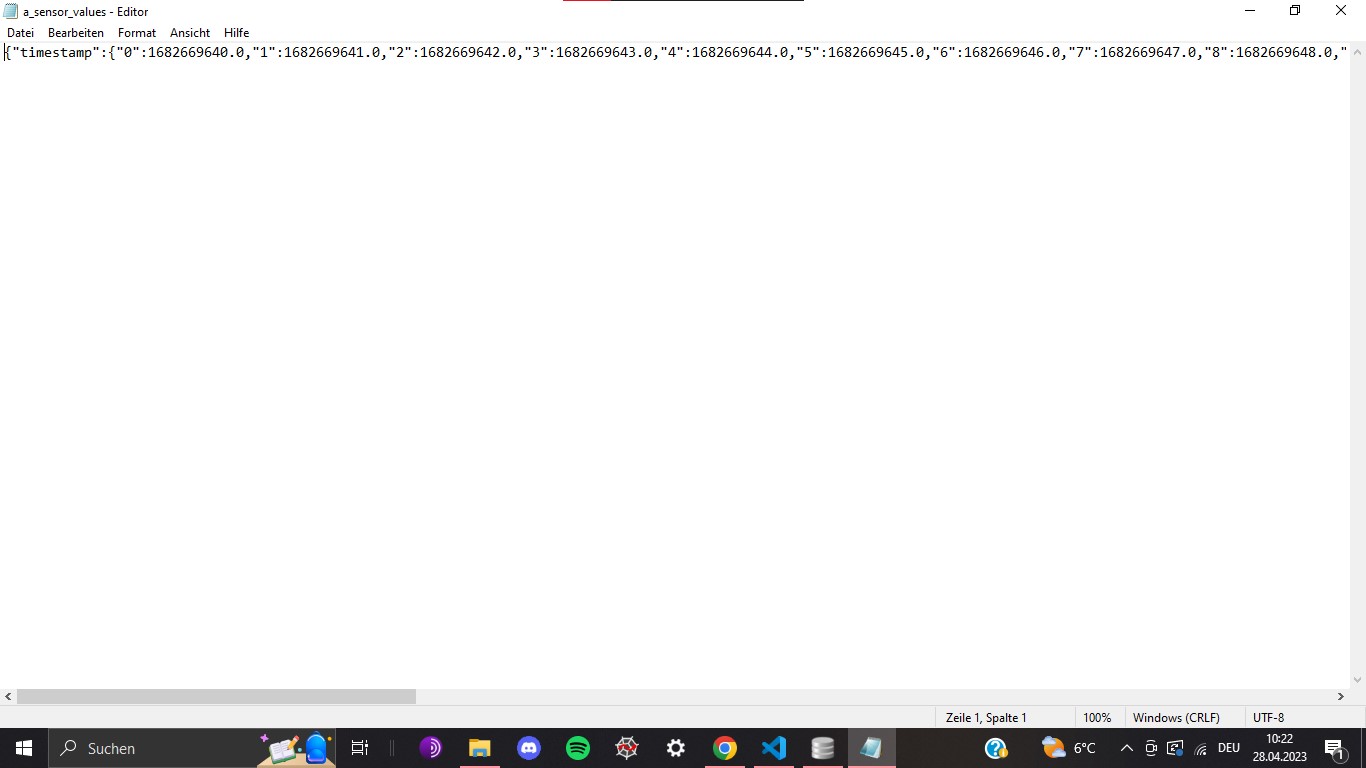 a_sensor_values - Editor
Datei Bearbeiten Format Ansicht Hilfe
{"timestamp":{"0":1682669640.0,"1":1682669641.0,"2":1682669642.0,"3":1682669643.0,"4":1682669644.0,"5":1682669645.0,"6":1682669646.0,"7":1682669647.0,"8":1682669648.0,"
Zeile 1, Spalte 1 100% Windows (CRLF) UTF-8
Suchen 6°C DEU 10:22
28.04.2023 1